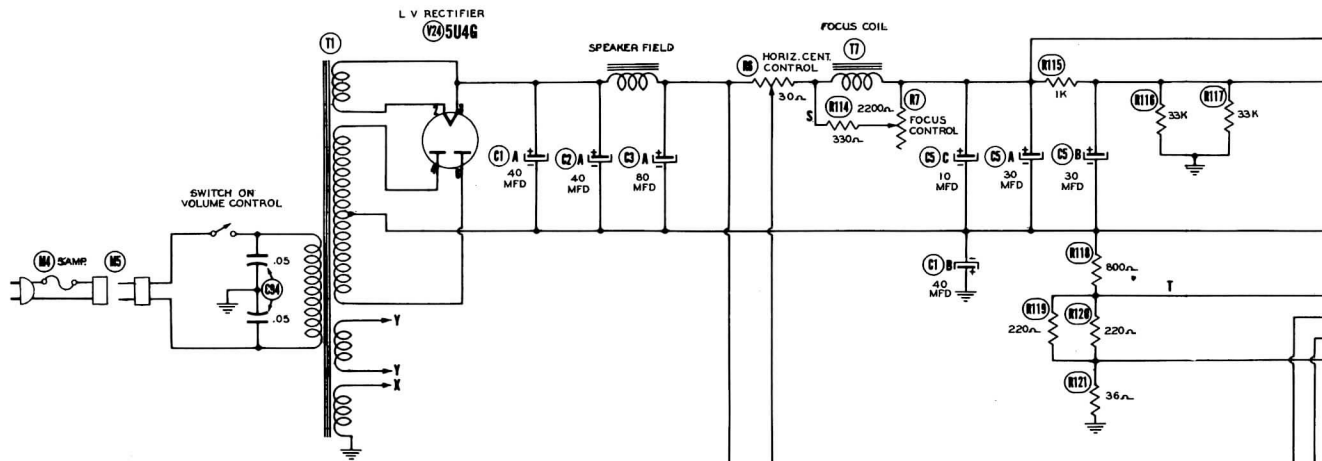 L V RECTIFIER
V24 5U4G
T1
SPEAKER FIELD
FOCUS COIL
T7
R6 HORIZ. CENT.
CONTROL
30Ω
R115
1K
R116
33K
R117
33K
S
R114
330Ω
2200Ω
R7
FOCUS
CONTROL
C1 A
40
MFD
C2 A
40
MFD
C3 A
80
MFD
C5 C
10
MFD
C5 A
30
MFD
C5 B
30
MFD
SWITCH ON
VOLUME CONTROL
M4 5AMP.
M5
.05
C94
.05
C1 B
40
MFD
R118
800Ω
T
R119
220Ω
R120
220Ω
R121
36Ω
Y
Y
X